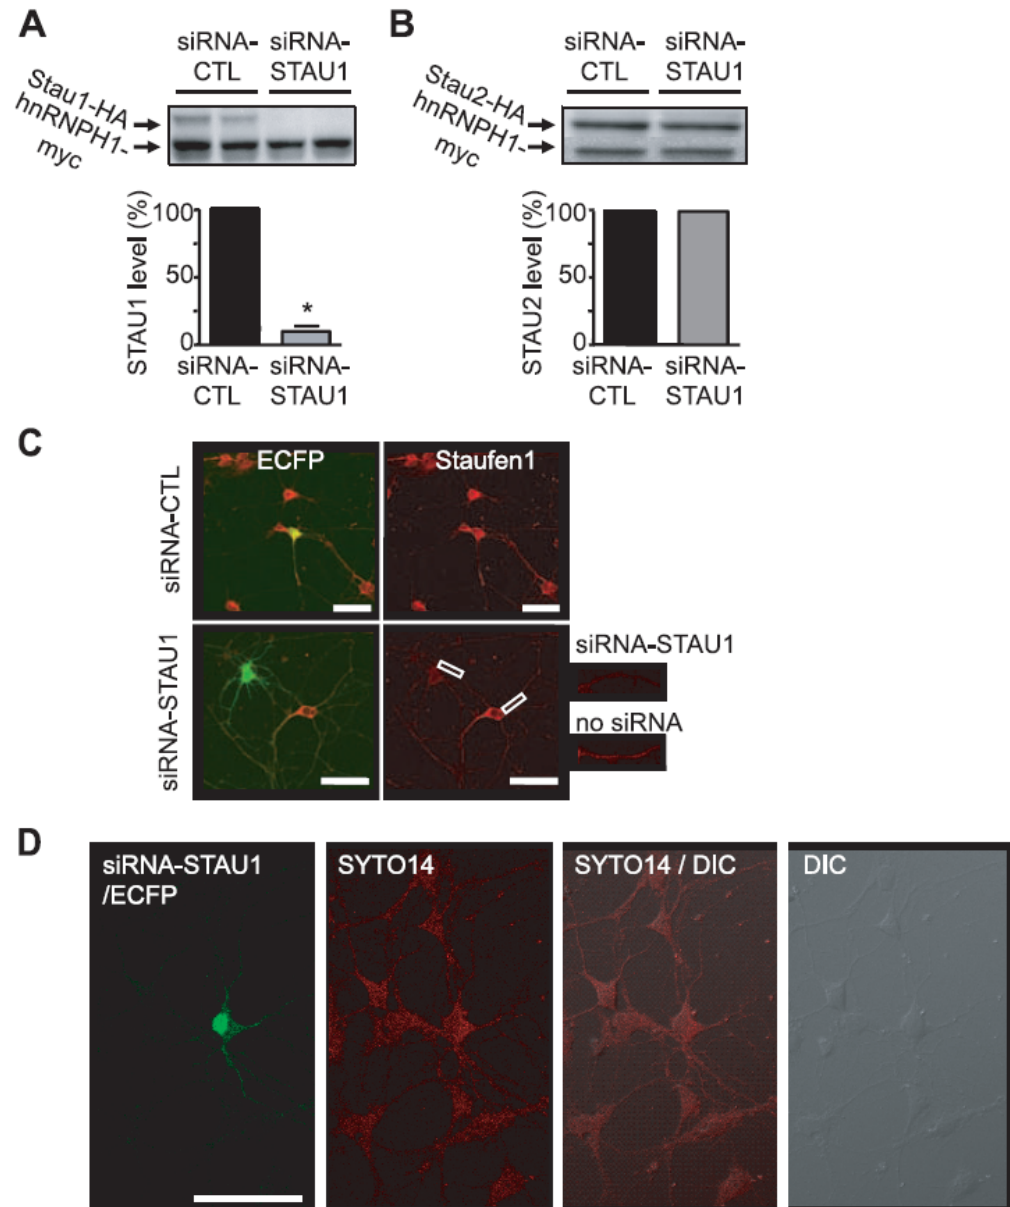 A
siRNA-
CTL
siRNA-
STAU1
Stau1-HA
hnRNPH1-
myc
STAU1 level (%)
100
50
0
siRNA-
CTL
siRNA-
STAU1
B
siRNA-
CTL
siRNA-
STAU1
Stau2-HA
hnRNPH1-
myc
STAU2 level (%)
100
50
0
siRNA-
CTL
siRNA-
STAU1
*
C
ECFP
Staufen1
siRNA-CTL
siRNA-STAU1
siRNA-STAU1
no siRNA
D
siRNA-STAU1
/ECFP
SYTO14
SYTO14 / DIC
DIC